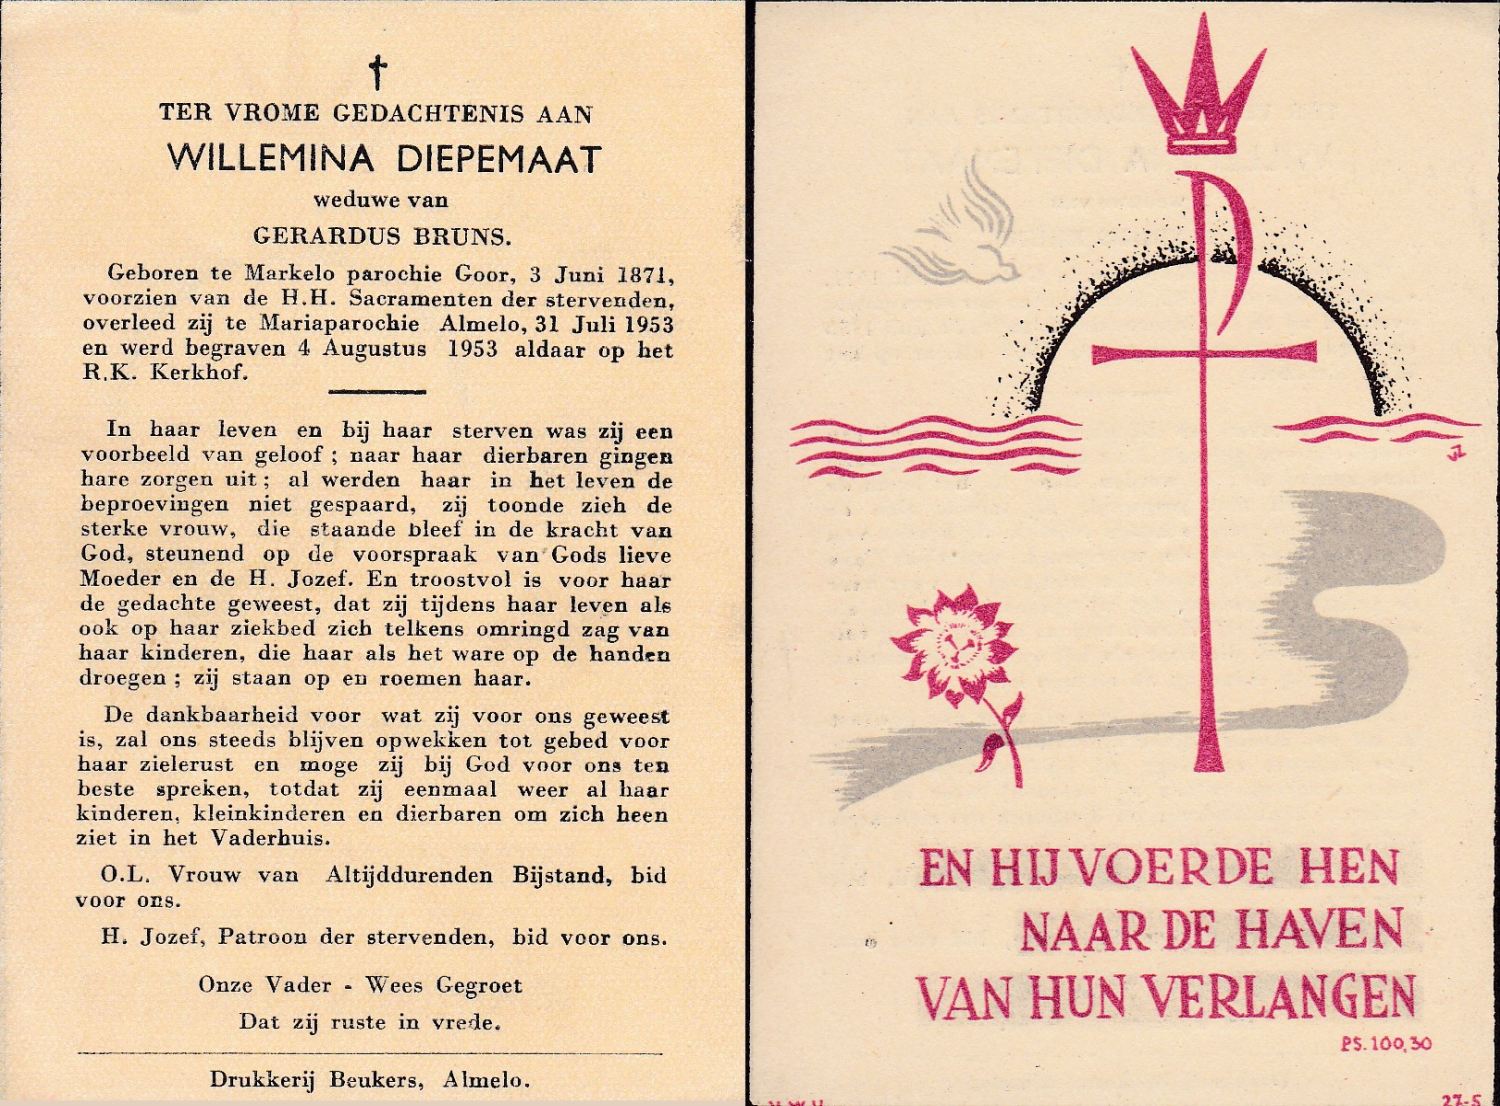 TER VROME GEDACHTENIS AAN
WILLEMINA DIEPEMAAT
weduwe van
GERARDUS BRUNS.
Geboren te Markelo parochie Goor, 3 Juni 1871,
voorzien van de H.H. Sacramenten der stervenden,
overleed zij te Mariaparochie Almelo, 31 Juli 1953
en werd begraven 4 Augustus 1953 aldaar op het
R.K. Kerkhof.
In haar leven en bij haar sterven was zij een
voorbeeld van geloof ; naar haar dierbaren gingen
hare zorgen uit ; al werden haar in het leven de
beproevingen niet gespaard, zij toonde zich de
sterke vrouw, die staande bleef in de kracht van
God, steunend op de voorspraak van Gods lieve
Moeder en de H. Jozef. En troostvol is voor haar
de gedachte geweest, dat zij tijdens haar leven als
ook op haar ziekbed zich telkens omringd zag van
haar kinderen, die haar als het ware op de handen
droegen ; zij staan op en roemen haar.
De dankbaarheid voor wat zij voor ons geweest
is, zal ons steeds blijven opwekken tot gebed voor
haar zielerust en moge zij bij God voor ons ten
beste spreken, totdat zij eenmaal weer al haar
kinderen, kleinkinderen en dierbaren om zich heen
ziet in het Vaderhuis.
O.L. Vrouw van Altijddurenden Bijstand, bid
voor ons.
H. Jozef, Patroon der stervenden, bid voor ons.
Onze Vader - Wees Gegroet
Dat zij ruste in vrede.
Drukkerij Beukers, Almelo.
EN HIJ VOERDE HEN
NAAR DE HAVEN
VAN HUN VERLANGEN
PS. 100,30
27-5